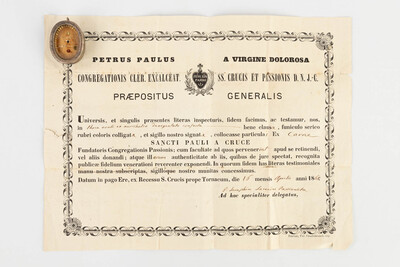 PETRUS PAULUS A VIRGINE DOLOROSA
CONGREGATIONIS CLER. EXCALCEAT. SS. CRUCIS ET PASSIONIS D. N. J.-C.
PRÆPOSITUS GENERALIS
Universis, et singulis præsentes literas inspecturis, fidem facimus, ac testamur, nos,
in bene clausa, funiculo serico
rubri coloris colligat, et sigillo nostro signat, collocasse particulas Ex
SANCTI PAULI A CRUCE
Fundatoris Congregationis Passionis; cum facultate ad quos pervenerit apud se retinendi,
vel aliis donandi; atque illarum authenticitate ab iis, quibus de jure spectat, recognita
publicæ fidelium venerationi reverenter exponendi. In quorum fidem has literas testimoniales
manu nostra subscriptas, sigilloque nostro munitas concessimus.
Datum in pago Ere, ex Recessu S. Crucis prope Tornacum, die mensis anni 186
Ad hoc specialiter delegatus.